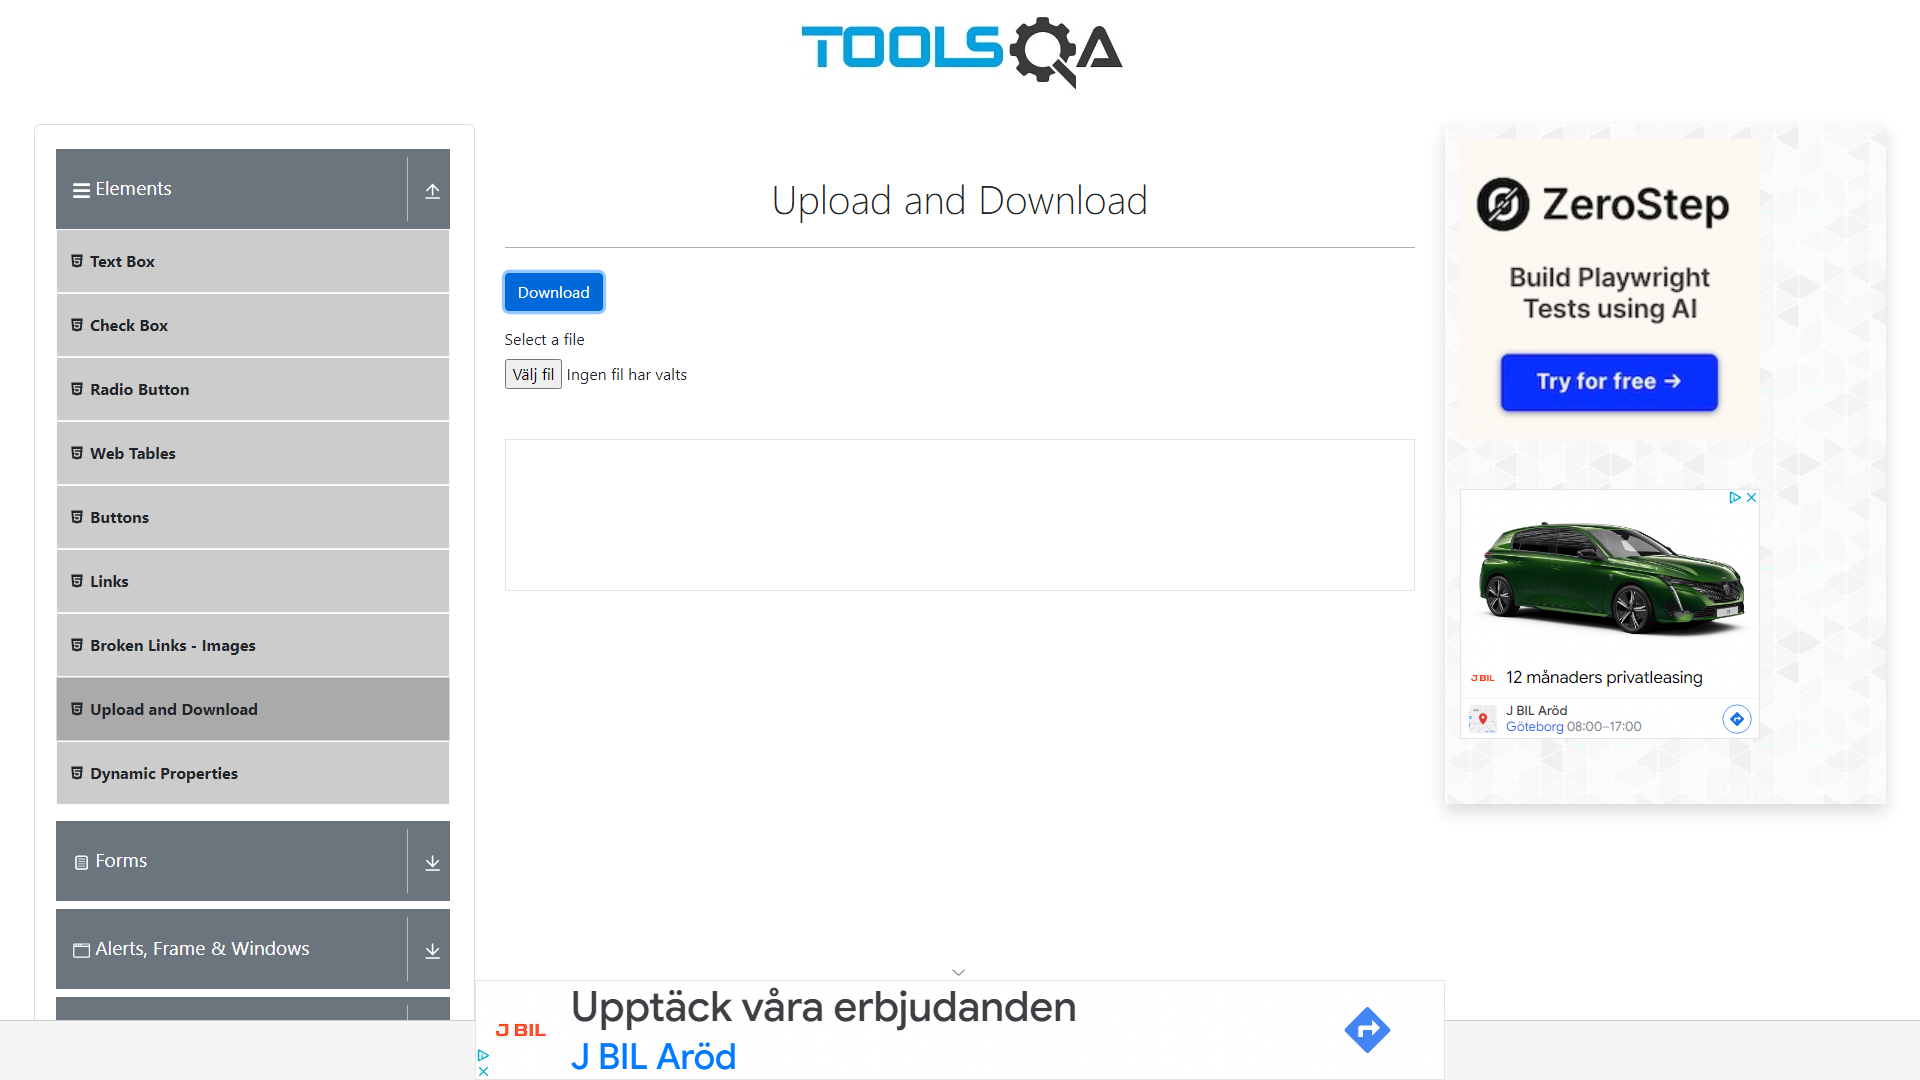 TOOLSQA
Elements
Text Box
Check Box
Radio Button
Web Tables
Buttons
Links
Broken Links - Images
Upload and Download
Dynamic Properties
Forms
Alerts, Frame & Windows
Upload and Download
Download
Select a file
Välj fil Ingen fil har valts
ZeroStep
Build Playwright
Tests using AI
Try for free →
J BIL 12 månaders privatleasing
J BIL Aröd
Göteborg 08:00–17:00
J BIL
Upptäck våra erbjudanden
J BIL Aröd